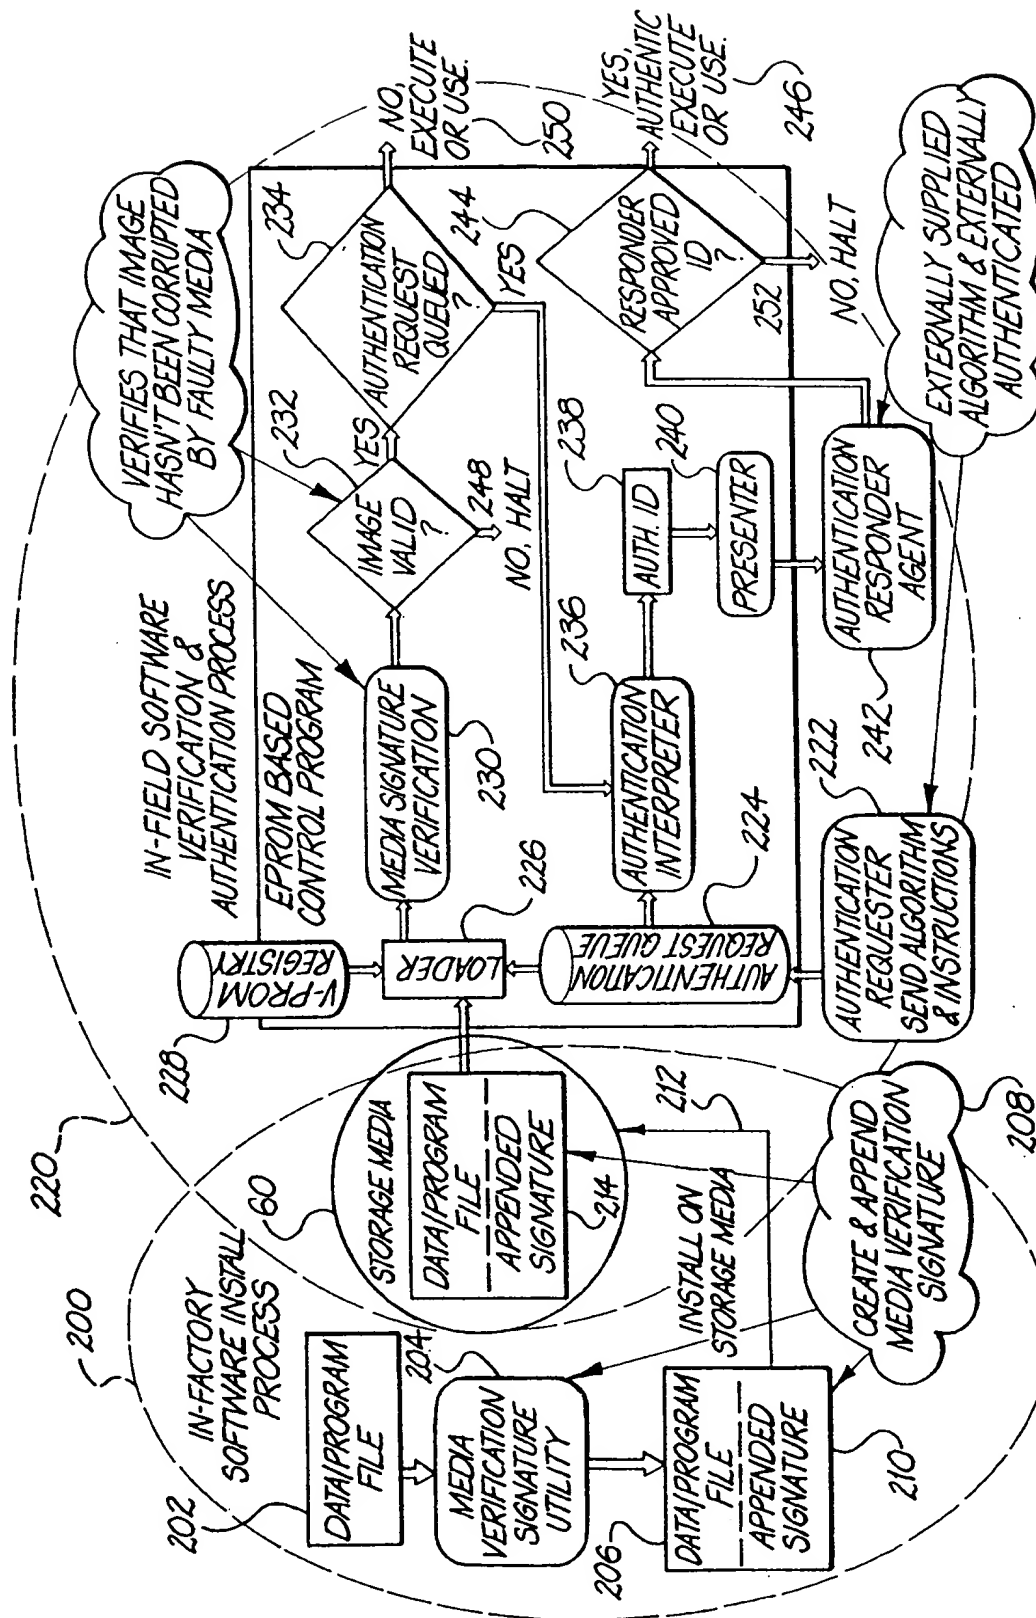 200
IN-FACTORY
SOFTWARE INSTALL
PROCESS
202
DATA/PROGRAM
FILE
204
MEDIA
VERIFICATION
SIGNATURE
UTILITY
206
DATA/PROGRAM
FILE
APPENDED
SIGNATURE
210
INSTALL ON
STORAGE MEDIA
212
CREATE & APPEND
MEDIA VERIFICATION
SIGNATURE
208
60
STORAGE MEDIA
DATA/PROGRAM
FILE
APPENDED
SIGNATURE
214
220
IN-FIELD SOFTWARE
VERIFICATION &
AUTHENTICATION PROCESS
228
V-PROM
REGISTRY
EPROM BASED
CONTROL PROGRAM
LOADER
226
AUTHENTICATION
REQUEST QUEUE
224
AUTHENTICATION
REQUESTER
SEND ALGORITHM
& INSTRUCTIONS
222
MEDIA SIGNATURE
VERIFICATION
230
VERIFIES THAT IMAGE
HASN'T BEEN CORRUPTED
BY FAULTY MEDIA
IMAGE
VALID
?
232
YES
248
NO, HALT
AUTHENTICATION
REQUEST
QUEUED
?
234
YES
NO,
EXECUTE
OR USE.
250
AUTHENTICATION
INTERPRETER
236
AUTH. ID
238
PRESENTER
240
AUTHENTICATION
RESPONDER
AGENT
242
RESPONDER
APPROVED
ID
?
244
YES,
AUTHENTIC
EXECUTE
OR USE.
246
252
NO, HALT
EXTERNALLY SUPPLIED
ALGORITHM & EXTERNALLY
AUTHENTICATED